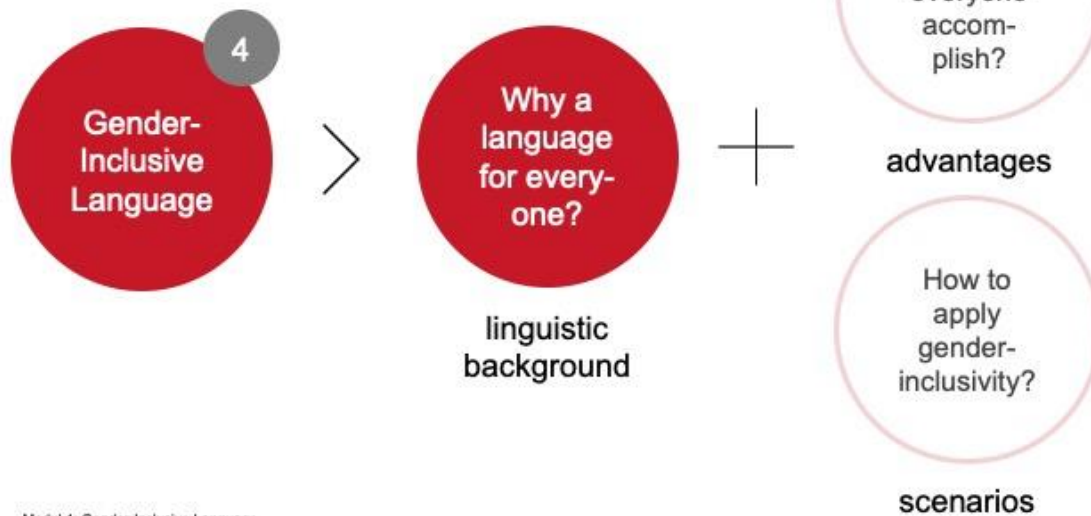 4
Gender-
Inclusive
Language
Why a
language
for every-
one?
linguistic
background
accom-
plish?
advantages
How to
apply
gender-
inclusivity?
scenarios